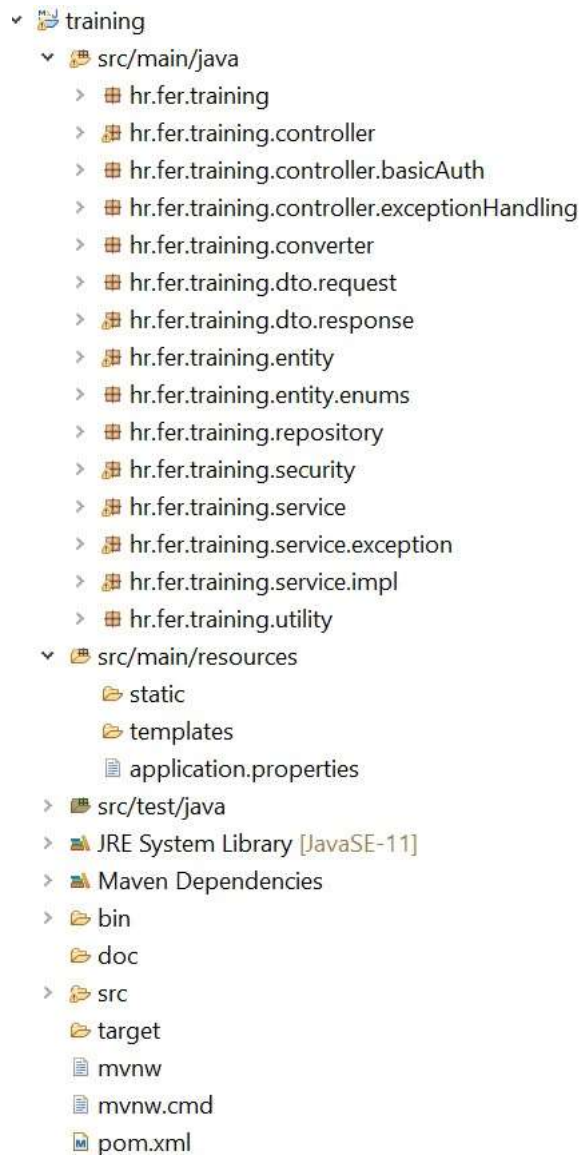 training
src/main/java
hr.fer.training
hr.fer.training.controller
hr.fer.training.controller.basicAuth
hr.fer.training.controller.exceptionHandling
hr.fer.training.converter
hr.fer.training.dto.request
hr.fer.training.dto.response
hr.fer.training.entity
hr.fer.training.entity.enums
hr.fer.training.repository
hr.fer.training.security
hr.fer.training.service
hr.fer.training.service.exception
hr.fer.training.service.impl
hr.fer.training.utility
src/main/resources
static
templates
application.properties
src/test/java
JRE System Library [JavaSE-11]
Maven Dependencies
bin
doc
src
target
mvnw
mvnw.cmd
pom.xml